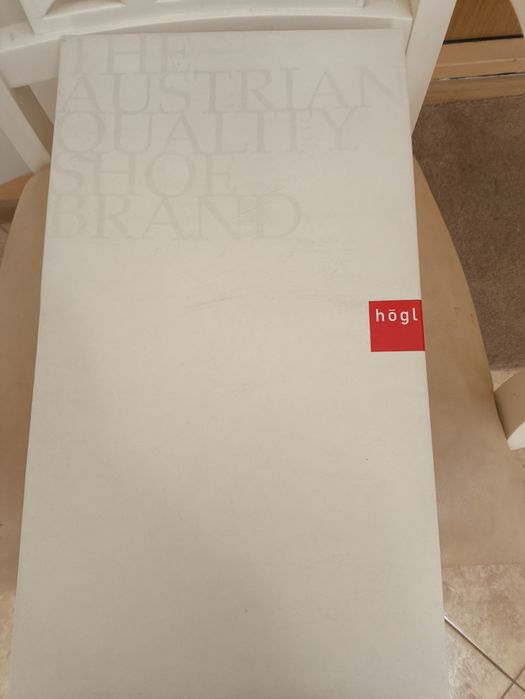 THE
AUSTRIAN
QUALITY
SHOE
BRAND
högl